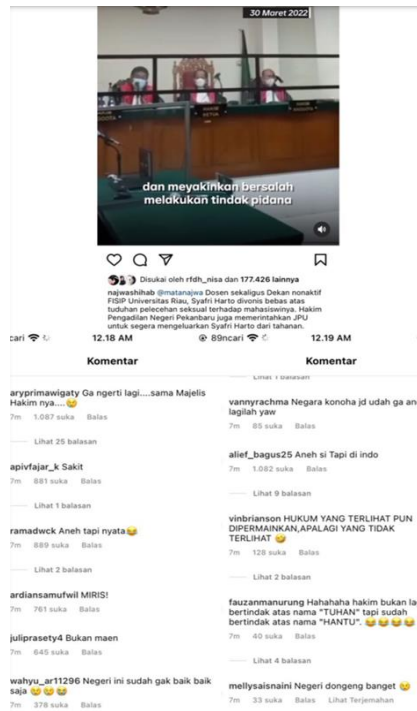 30 Maret 2022
HAKIM
KETUA
dan meyakinkan bersalah
melakukan tindak pidana
Disukai oleh rfdh_nisa dan 177.426 lainnya
najwashihab @matanajwa Dosen sekaligus Dekan nonaktif
FISIP Universitas Riau, Syafri Harto divonis bebas atas
tuduhan pelecehan seksual terhadap mahasiswinya. Hakim
Pengadilan Negeri Pekanbaru juga memerintahkan JPU
untuk segera mengeluarkan Syafri Harto dari tahanan.
cari 12.18 AM 89%
Komentar
aryprimawigaty Ga ngerti lagi....sama Majelis
Hakim nya....😑
7m 1.087 suka Balas
Lihat 25 balasan
apivfajar_k Sakit
7m 681 suka Balas
Lihat 1 balasan
ramadwck Aneh tapi nyata😂
7m 889 suka Balas
Lihat 2 balasan
ardiansamufwil MIRIS!
7m 761 suka Balas
juliprasety4 Bukan maen
7m 645 suka Balas
wahyu_ar11296 Negeri ini sudah gak baik baik
saja
7m 378 suka Balas
cari 12.19 AM
Komentar
Lihat 1 balasan
vannyrachma Negara konoha jd udah ga an
lagilah yaw
7m 85 suka Balas
alief_bagus25 Aneh si Tapi di indo
7m 1.082 suka Balas
Lihat 9 balasan
vinbrianson HUKUM YANG TERLIHAT PUN
DIPERMAINKAN,APALAGI YANG TIDAK
TERLIHAT
7m 128 suka Balas
Lihat 2 balasan
fauzanmanurung Hahahaha hakim bukan la
bertindak atas nama "TUHAN" tapi sudah
bertindak atas nama "HANTU". 😂😂😂😂
7m 40 suka Balas
Lihat 4 balasan
mellysaisnaini Negeri dongeng banget
7m 33 suka Balas Lihat Terjemahan